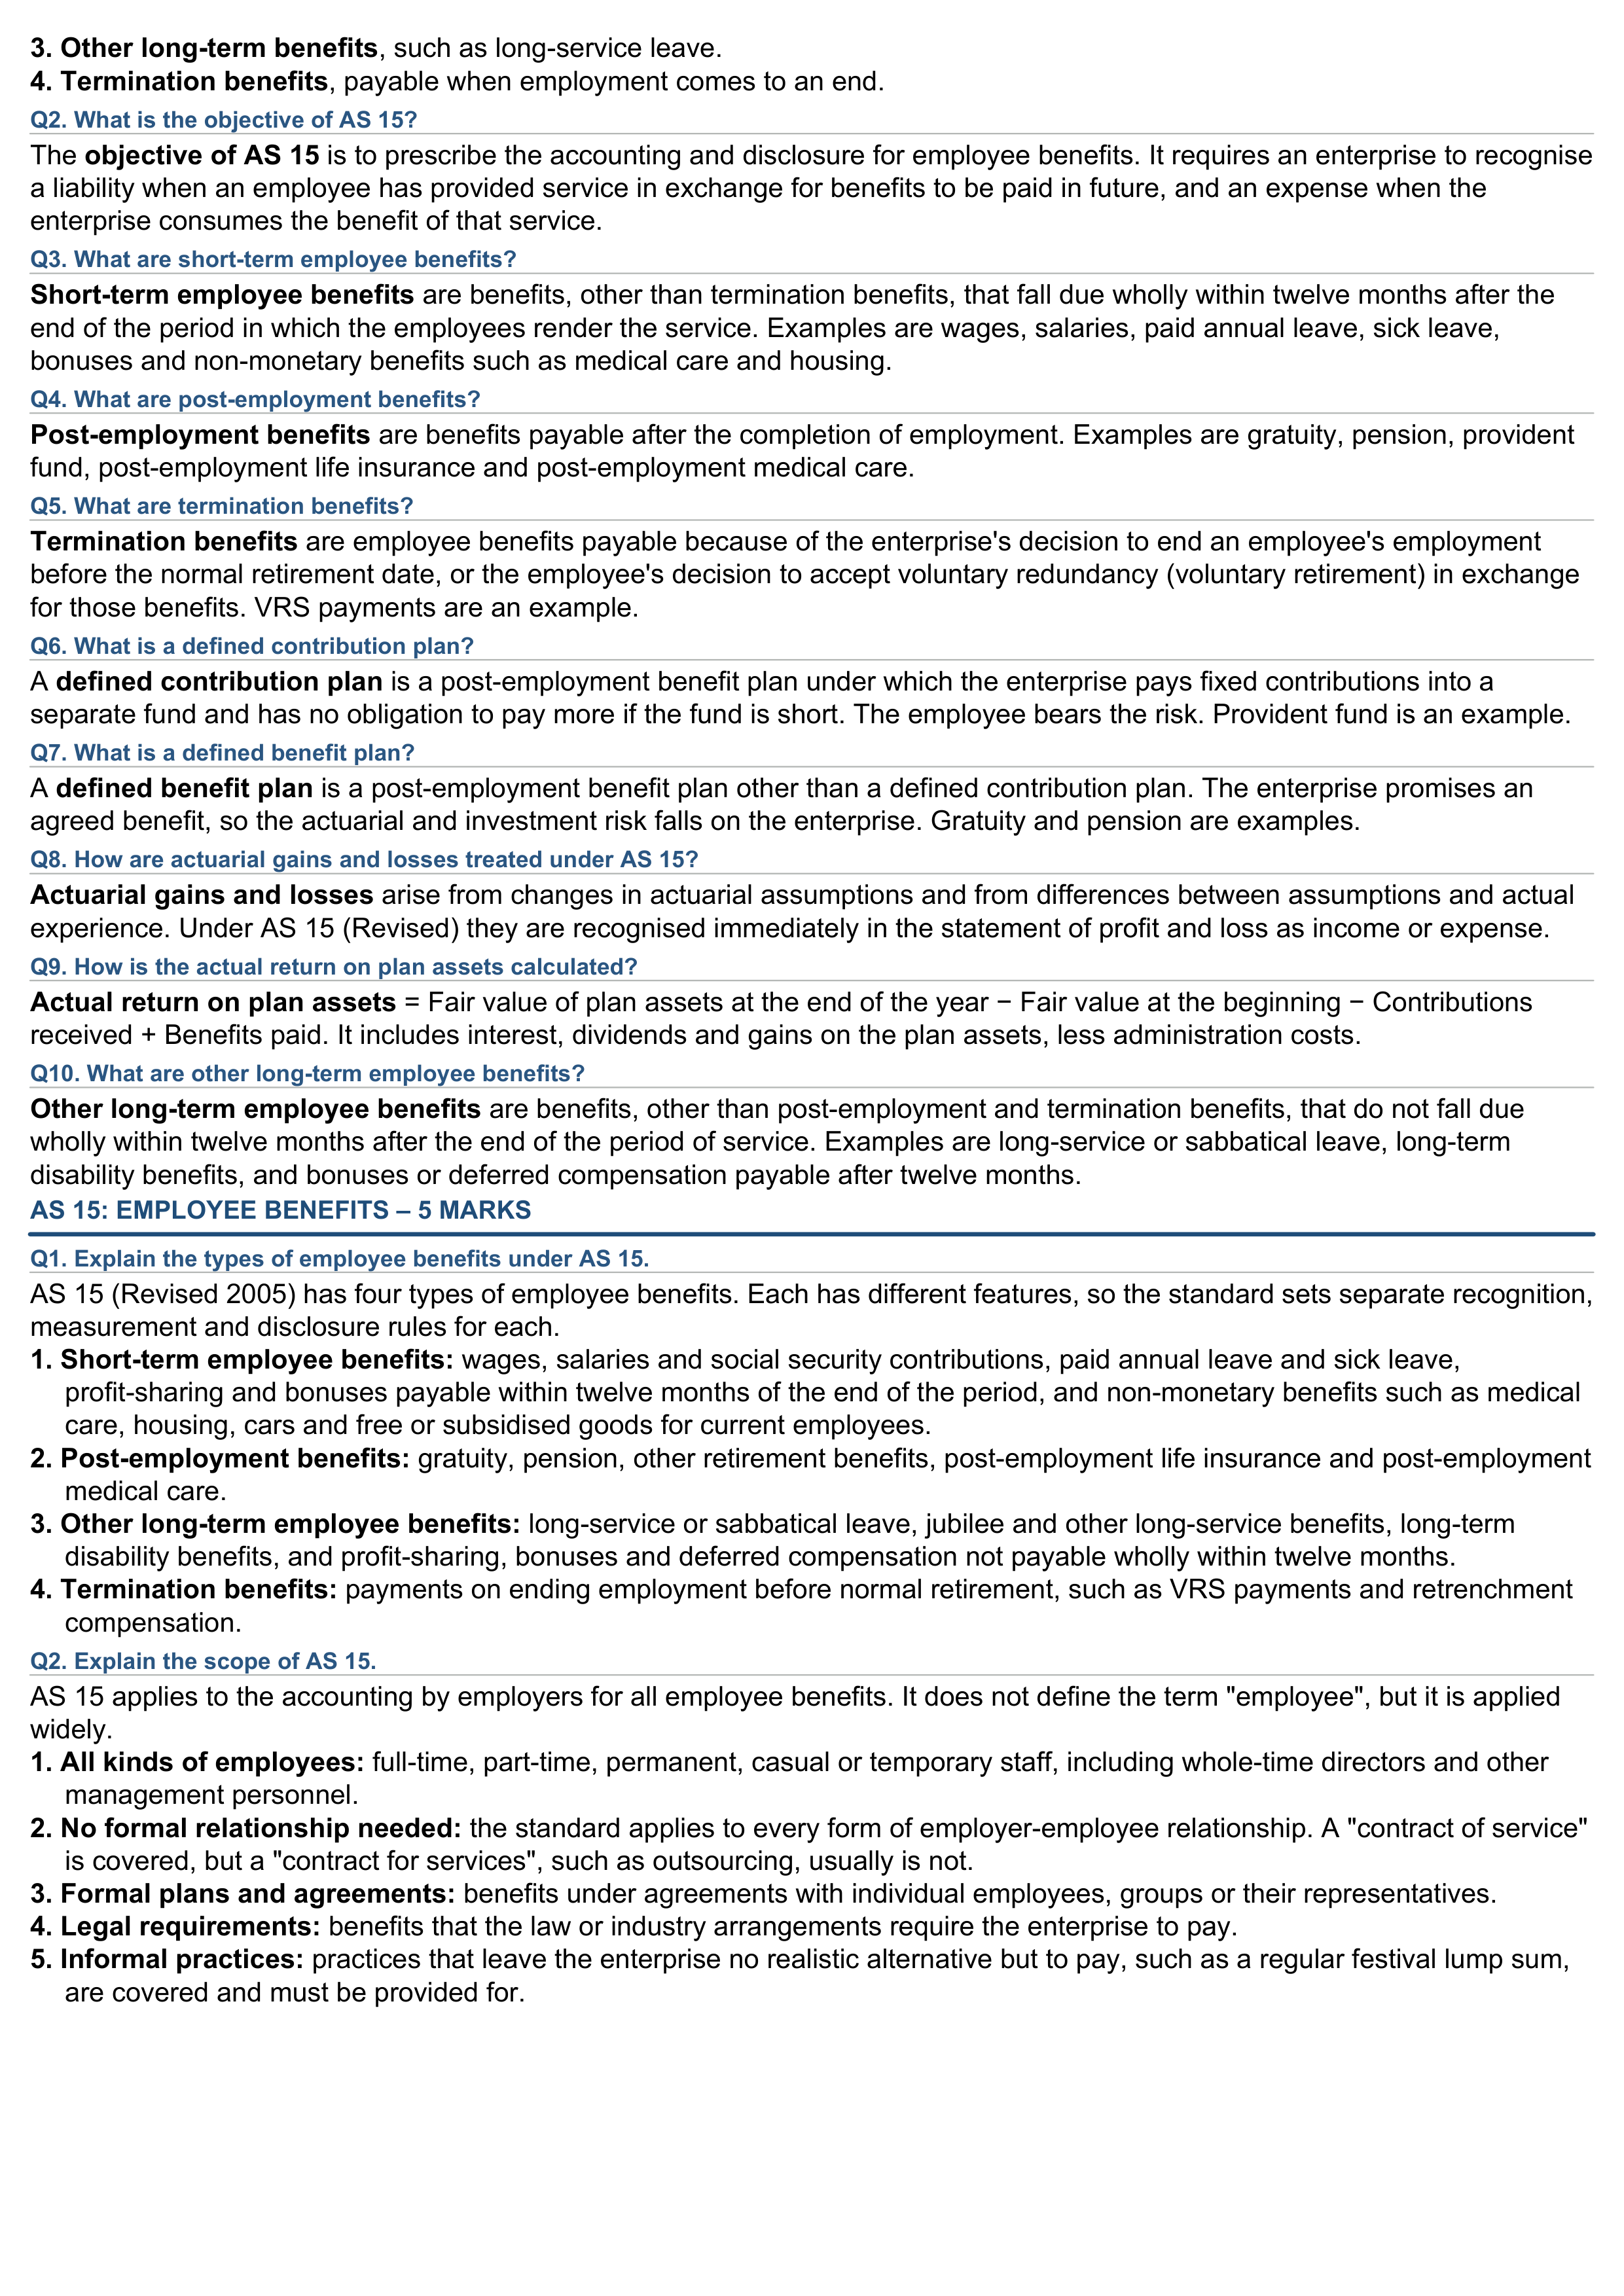 3. Other long-term benefits, such as long-service leave.
4. Termination benefits, payable when employment comes to an end.
Q2. What is the objective of AS 15?
The objective of AS 15 is to prescribe the accounting and disclosure for employee benefits. It requires an enterprise to recognise
a liability when an employee has provided service in exchange for benefits to be paid in future, and an expense when the
enterprise consumes the benefit of that service.
Q3. What are short-term employee benefits?
Short-term employee benefits are benefits, other than termination benefits, that fall due wholly within twelve months after the
end of the period in which the employees render the service. Examples are wages, salaries, paid annual leave, sick leave,
bonuses and non-monetary benefits such as medical care and housing.
Q4. What are post-employment benefits?
Post-employment benefits are benefits payable after the completion of employment. Examples are gratuity, pension, provident
fund, post-employment life insurance and post-employment medical care.
Q5. What are termination benefits?
Termination benefits are employee benefits payable because of the enterprise's decision to end an employee's employment
before the normal retirement date, or the employee's decision to accept voluntary redundancy (voluntary retirement) in exchange
for those benefits. VRS payments are an example.
Q6. What is a defined contribution plan?
A defined contribution plan is a post-employment benefit plan under which the enterprise pays fixed contributions into a
separate fund and has no obligation to pay more if the fund is short. The employee bears the risk. Provident fund is an example.
Q7. What is a defined benefit plan?
A defined benefit plan is a post-employment benefit plan other than a defined contribution plan. The enterprise promises an
agreed benefit, so the actuarial and investment risk falls on the enterprise. Gratuity and pension are examples.
Q8. How are actuarial gains and losses treated under AS 15?
Actuarial gains and losses arise from changes in actuarial assumptions and from differences between assumptions and actual
experience. Under AS 15 (Revised) they are recognised immediately in the statement of profit and loss as income or expense.
Q9. How is the actual return on plan assets calculated?
Actual return on plan assets = Fair value of plan assets at the end of the year − Fair value at the beginning − Contributions
received + Benefits paid. It includes interest, dividends and gains on the plan assets, less administration costs.
Q10. What are other long-term employee benefits?
Other long-term employee benefits are benefits, other than post-employment and termination benefits, that do not fall due
wholly within twelve months after the end of the period of service. Examples are long-service or sabbatical leave, long-term
disability benefits, and bonuses or deferred compensation payable after twelve months.
AS 15: EMPLOYEE BENEFITS – 5 MARKS
Q1. Explain the types of employee benefits under AS 15.
AS 15 (Revised 2005) has four types of employee benefits. Each has different features, so the standard sets separate recognition,
measurement and disclosure rules for each.
1. Short-term employee benefits: wages, salaries and social security contributions, paid annual leave and sick leave,
profit-sharing and bonuses payable within twelve months of the end of the period, and non-monetary benefits such as medical
care, housing, cars and free or subsidised goods for current employees.
2. Post-employment benefits: gratuity, pension, other retirement benefits, post-employment life insurance and post-employment
medical care.
3. Other long-term employee benefits: long-service or sabbatical leave, jubilee and other long-service benefits, long-term
disability benefits, and profit-sharing, bonuses and deferred compensation not payable wholly within twelve months.
4. Termination benefits: payments on ending employment before normal retirement, such as VRS payments and retrenchment
compensation.
Q2. Explain the scope of AS 15.
AS 15 applies to the accounting by employers for all employee benefits. It does not define the term "employee", but it is applied
widely.
1. All kinds of employees: full-time, part-time, permanent, casual or temporary staff, including whole-time directors and other
management personnel.
2. No formal relationship needed: the standard applies to every form of employer-employee relationship. A "contract of service"
is covered, but a "contract for services", such as outsourcing, usually is not.
3. Formal plans and agreements: benefits under agreements with individual employees, groups or their representatives.
4. Legal requirements: benefits that the law or industry arrangements require the enterprise to pay.
5. Informal practices: practices that leave the enterprise no realistic alternative but to pay, such as a regular festival lump sum,
are covered and must be provided for.